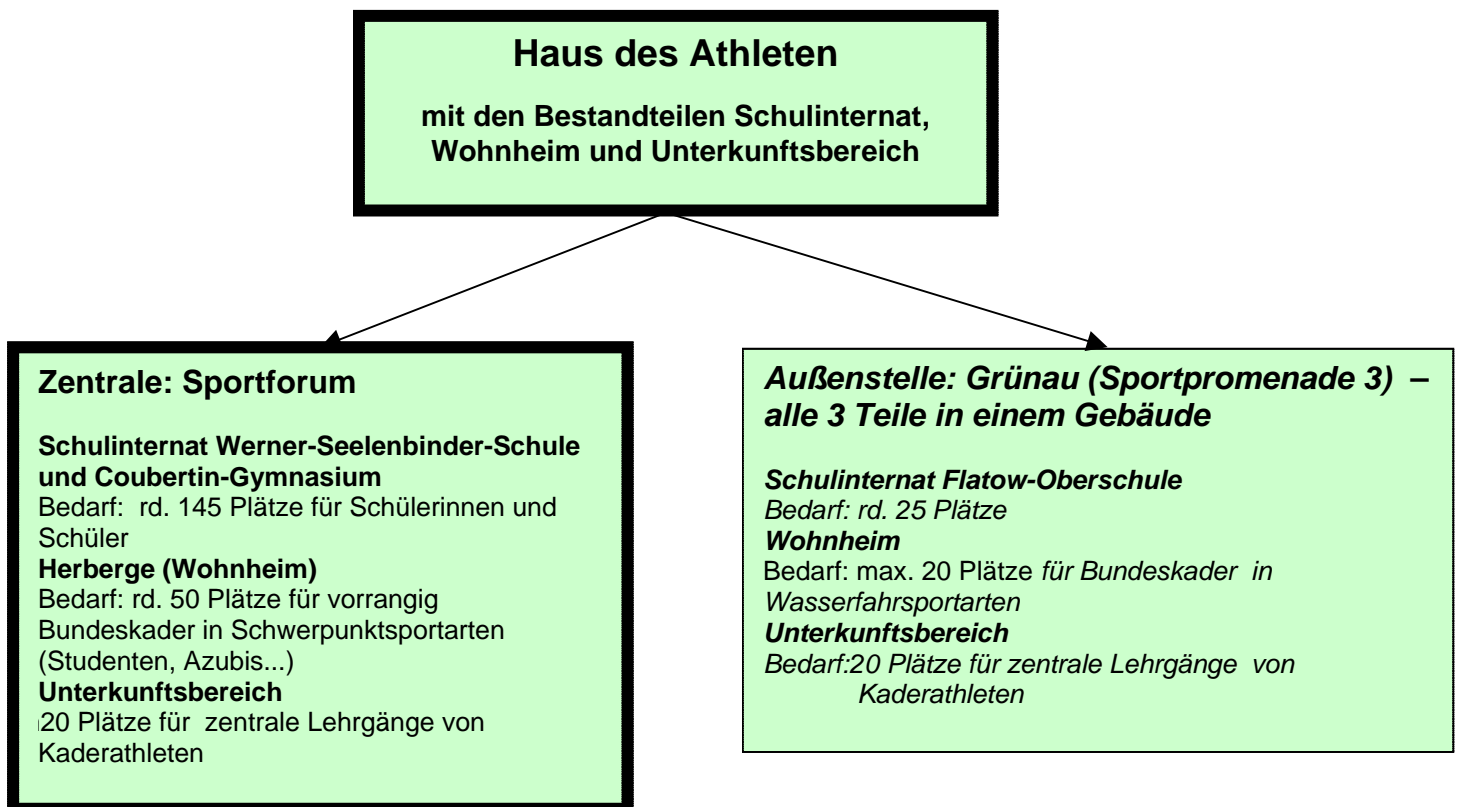 Haus des Athleten
mit den Bestandteilen Schulinternat,
Wohnheim und Unterkunftsbereich
Zentrale: Sportforum
Schulinternat Werner-Seelenbinder-Schule
und Coubertin-Gymnasium
Bedarf: rd. 145 Plätze für Schülerinnen und
Schüler
Herberge (Wohnheim)
Bedarf: rd. 50 Plätze für vorrangig
Bundeskader in Schwerpunktsportarten
(Studenten, Azubis...)
Unterkunftsbereich
20 Plätze für zentrale Lehrgänge von
Kaderathleten
Außenstelle: Grünau (Sportpromenade 3) –
alle 3 Teile in einem Gebäude
Schulinternat Flatow-Oberschule
Bedarf: rd. 25 Plätze
Wohnheim
Bedarf: max. 20 Plätze für Bundeskader in
Wasserfahrsportarten
Unterkunftsbereich
Bedarf:20 Plätze für zentrale Lehrgänge von
Kaderathleten